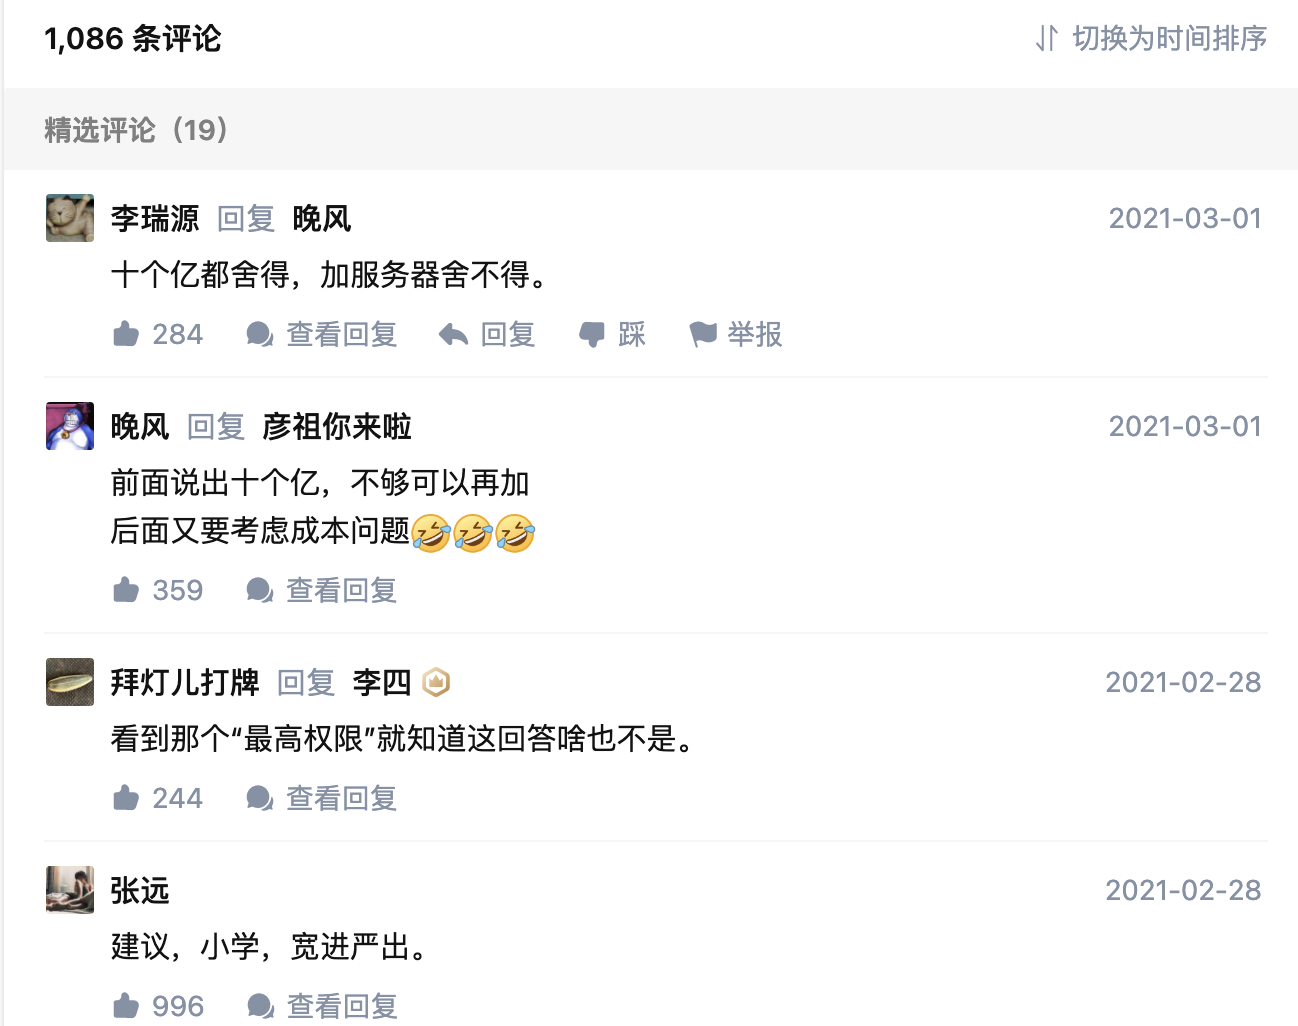 1,086 条评论
切换为时间排序
精选评论（19）
李瑞源 回复 晚风 2021-03-01
十个亿都舍得，加服务器舍不得。
284 查看回复 回复 踩 举报
晚风 回复 彦祖你来啦 2021-03-01
前面说出十个亿，不够可以再加
后面又要考虑成本问题🤣🤣🤣
359 查看回复
拜灯儿打牌 回复 李四 2021-02-28
看到那个“最高权限”就知道这回答啥也不是。
244 查看回复
张远 2021-02-28
建议，小学，宽进严出。
996 查看回复